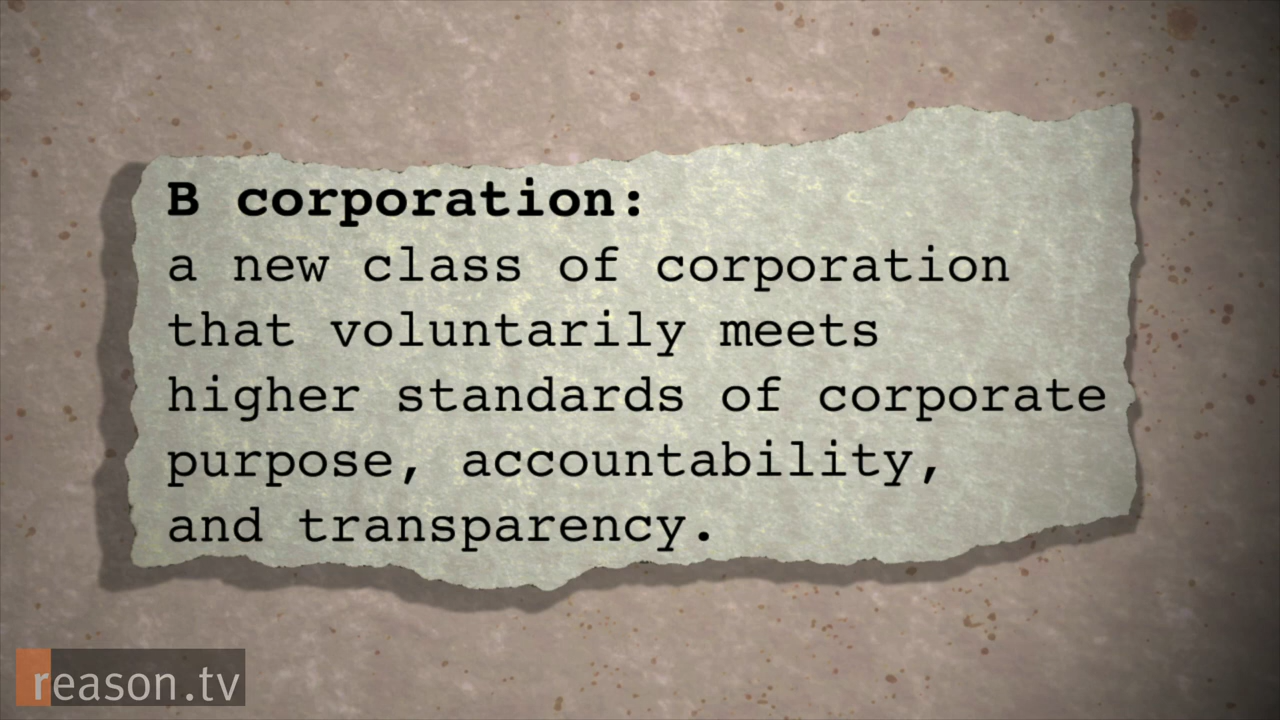 B corporation:
a new class of corporation
that voluntarily meets
higher standards of corporate
purpose, accountability,
and transparency.
reason.tv